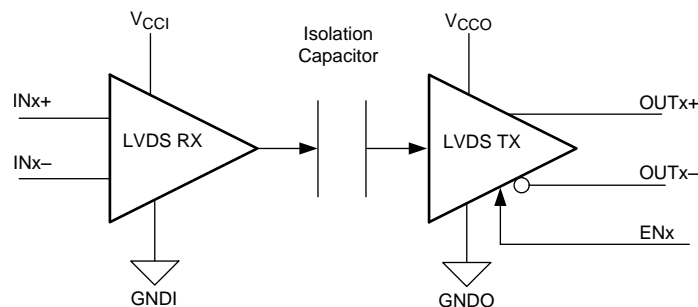 VCCI
Isolation
Capacitor
VCCO
INx+
OUTx+
LVDS RX
LVDS TX
INx–
OUTx–
ENx
GNDI
GNDO